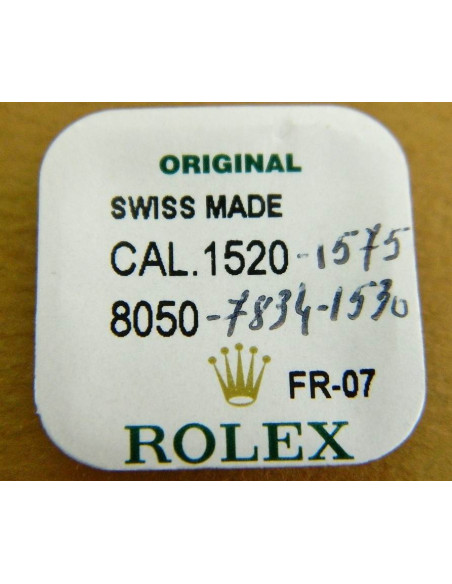 ORIGINAL
SWISS MADE
CAL.1520-1575
8050-7834-1530
FR-07
ROLEX